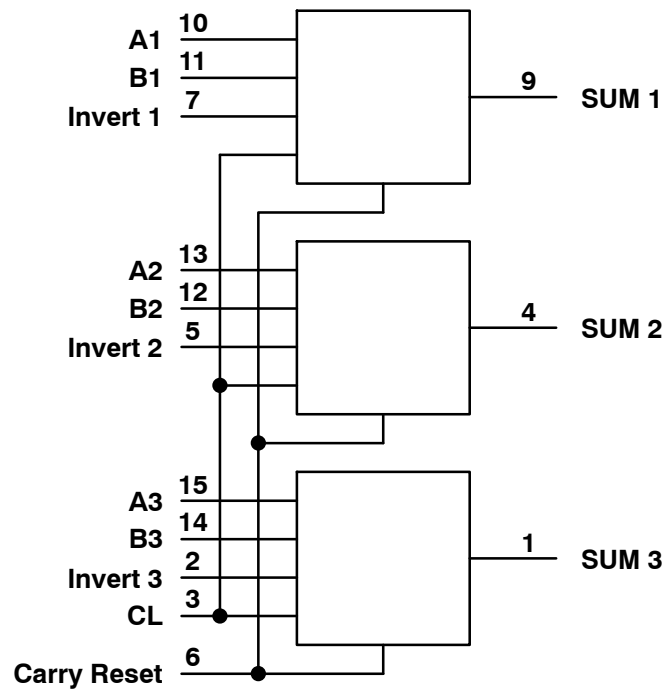 A1 10
B1 11
Invert 1 7
9 SUM 1
A2 13
B2 12
Invert 2 5
4 SUM 2
A3 15
B3 14
Invert 3 2
CL 3
1 SUM 3
Carry Reset 6